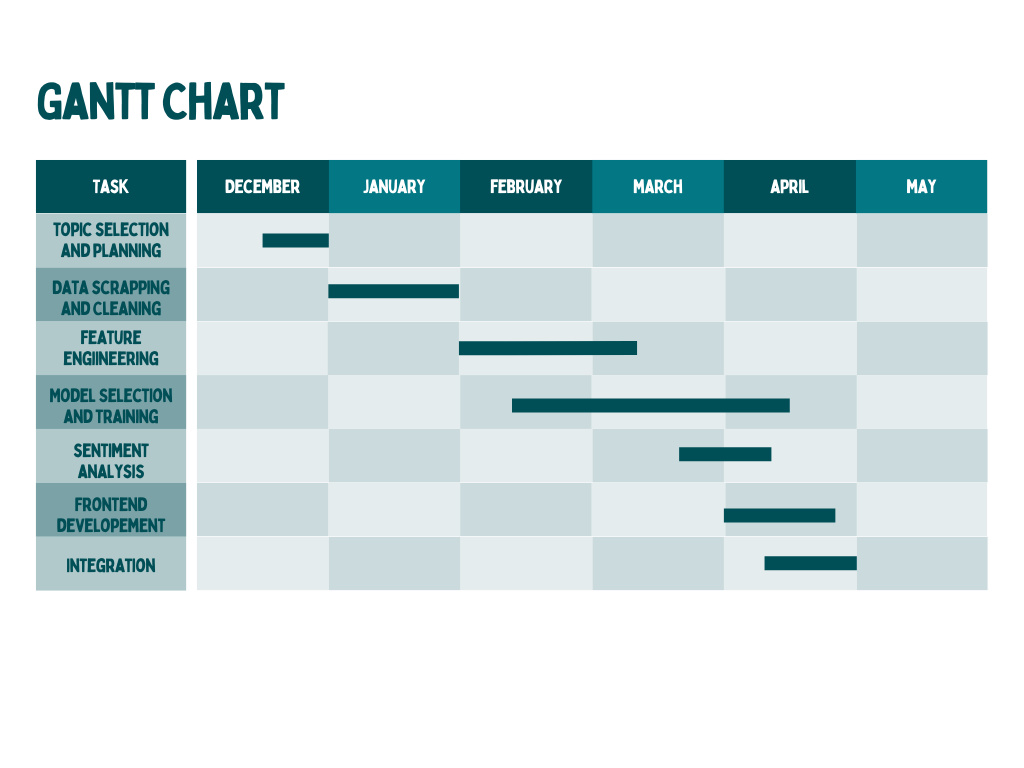 GANTT CHART
TASK
DECEMBER
JANUARY
FEBRUARY
MARCH
APRIL
MAY
TOPIC SELECTION
AND PLANNING
DATA SCRAPPING
AND CLEANING
FEATURE
ENGIINEERING
MODEL SELECTION
AND TRAINING
SENTIMENT
ANALYSIS
FRONTEND
DEVELOPEMENT
INTEGRATION